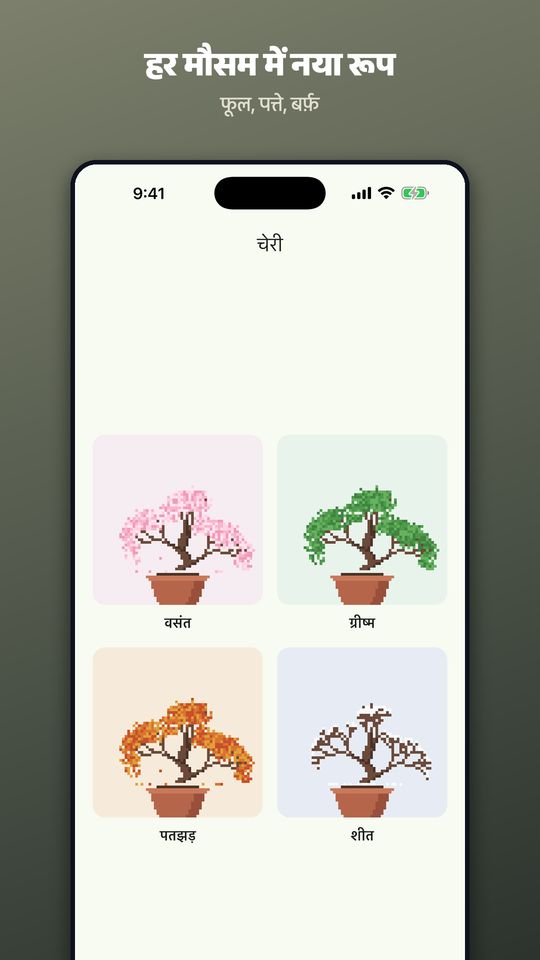 हर मौसम में नया रूप
फूल, पत्ते, बर्फ़
9:41
चेरी
वसंत
ग्रीष्म
पतझड़
शीत